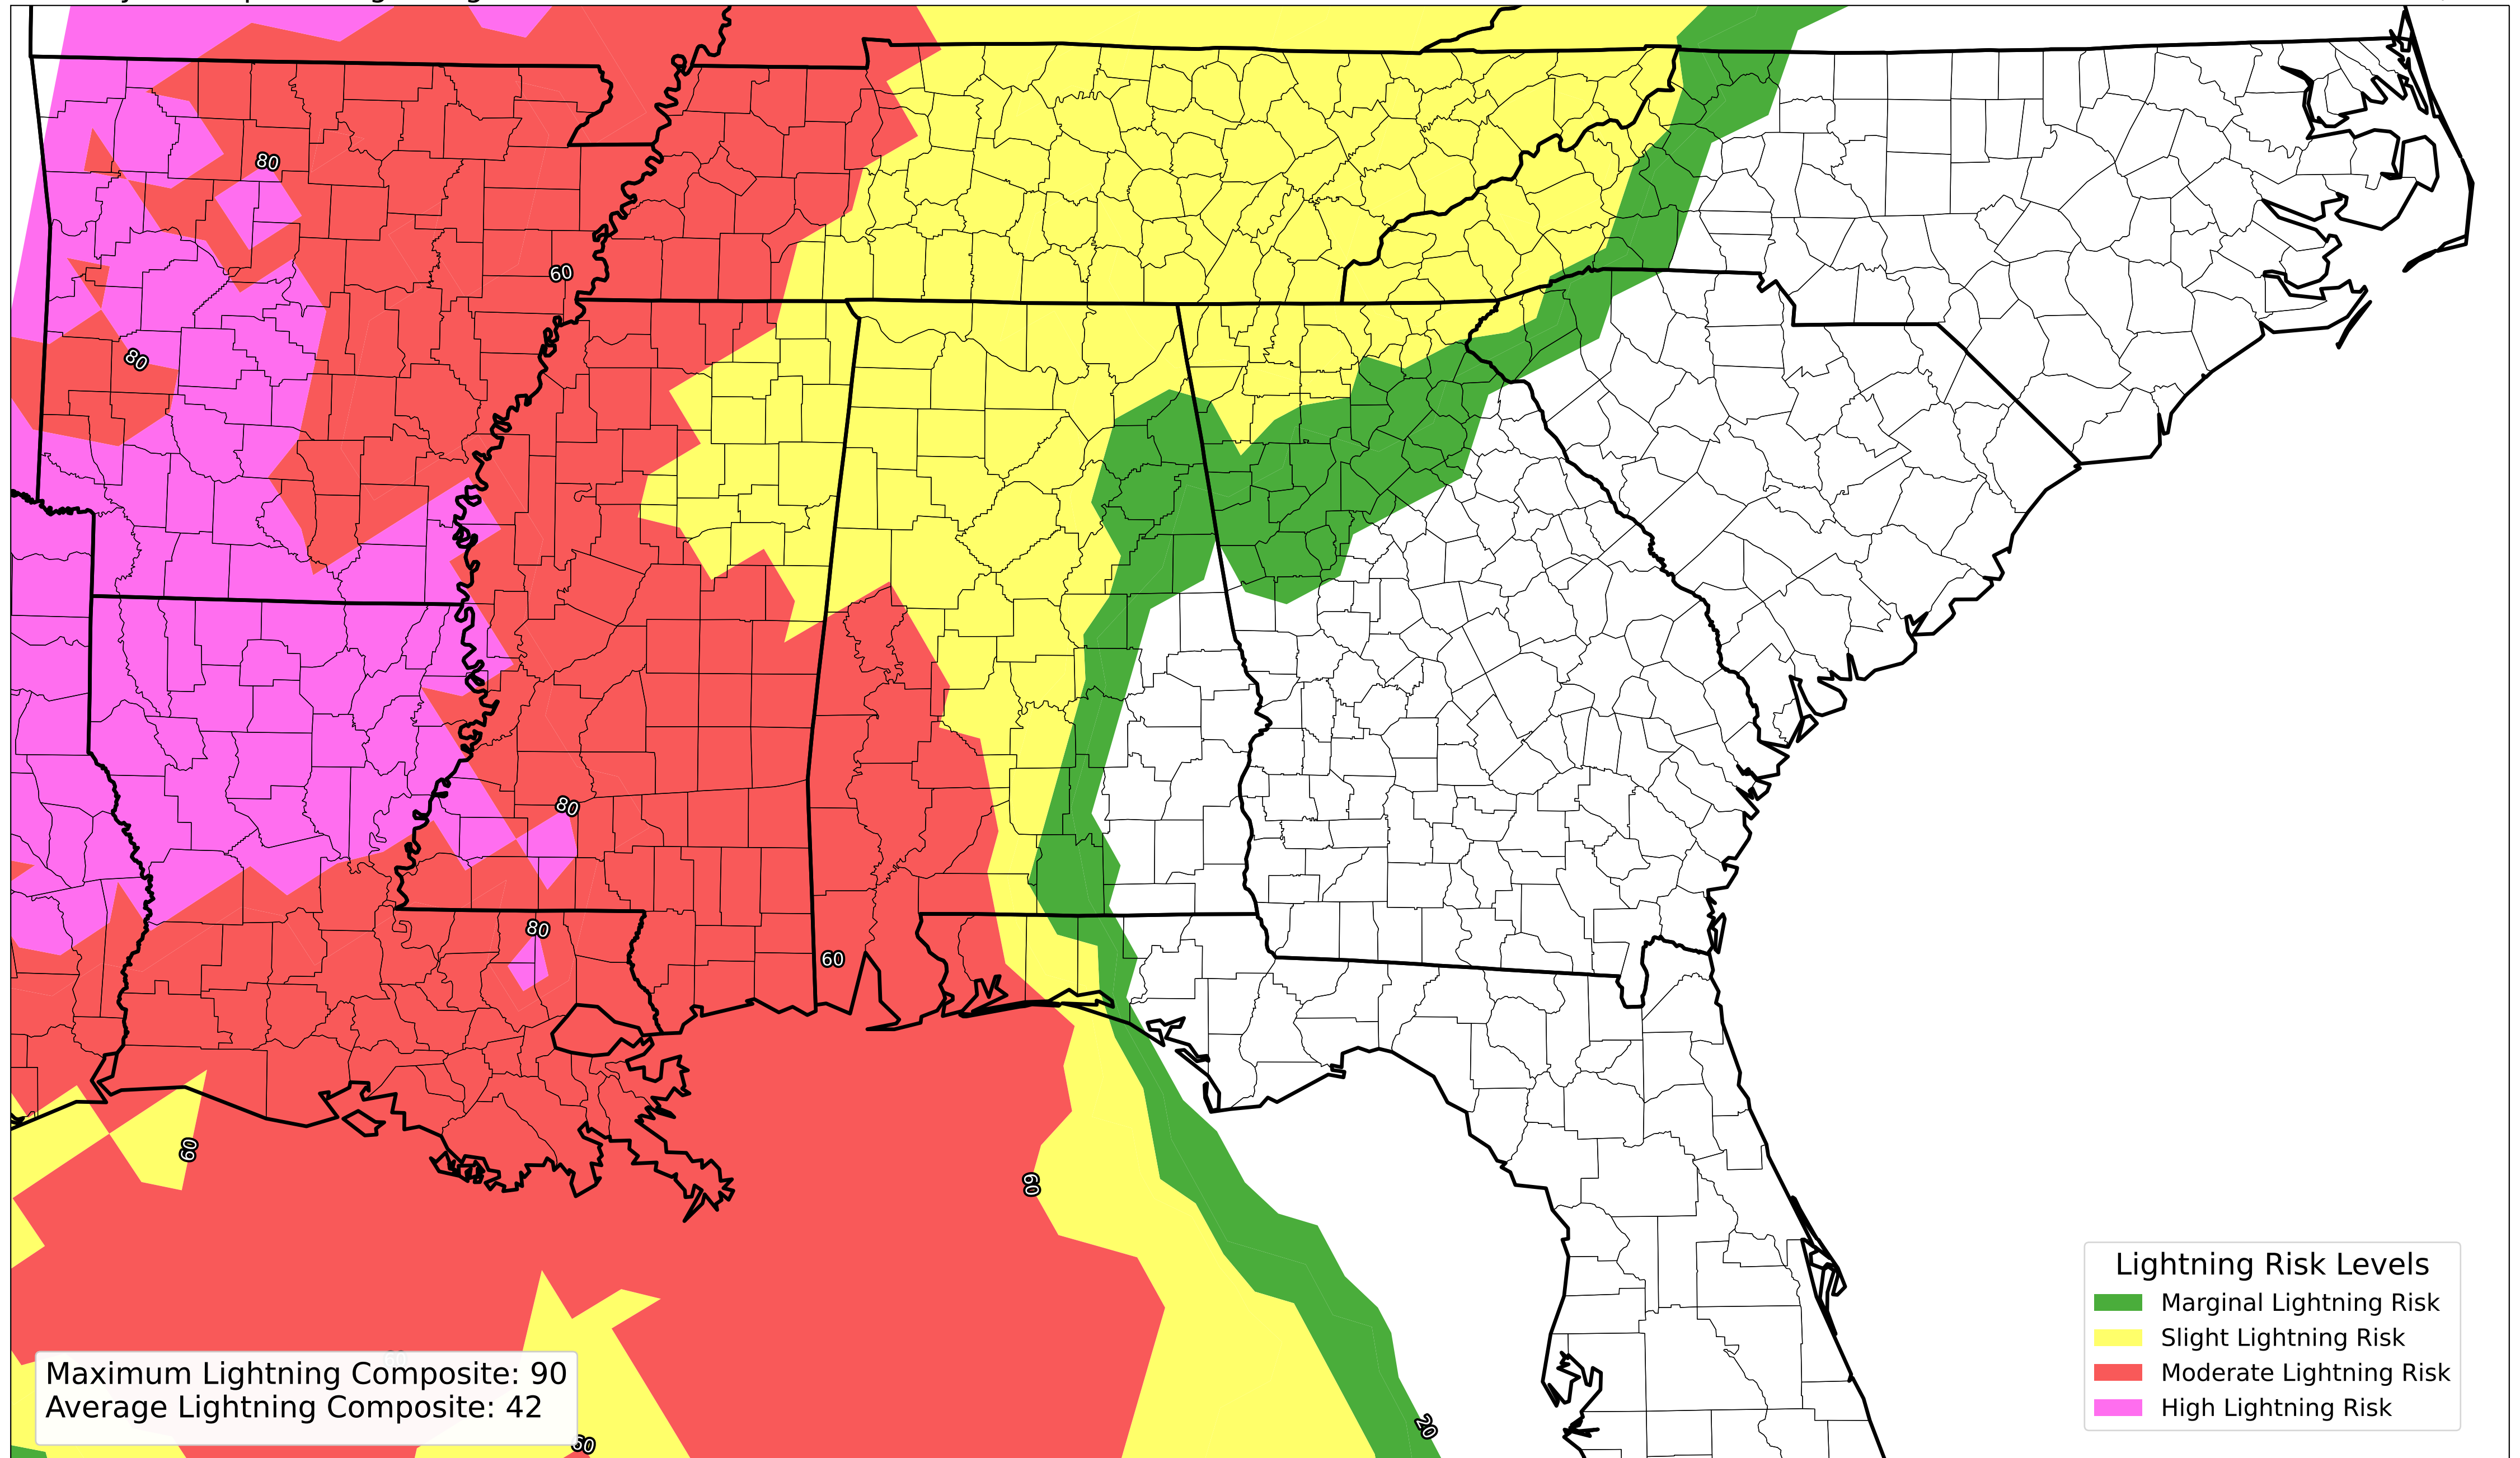 80
60
80
80
80
60
60
60
20
60
Maximum Lightning Composite: 90
Average Lightning Composite: 42
Lightning Risk Levels
Marginal Lightning Risk
Slight Lightning Risk
Moderate Lightning Risk
High Lightning Risk